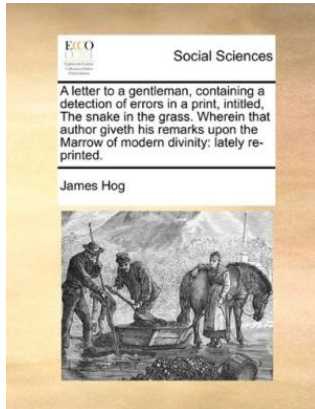 ECCO
Social Sciences
A letter to a gentleman, containing a
detection of errors in a print, intitled,
The snake in the grass. Wherein that
author giveth his remarks upon the
Marrow of modern divinity: lately re-
printed.
James Hog